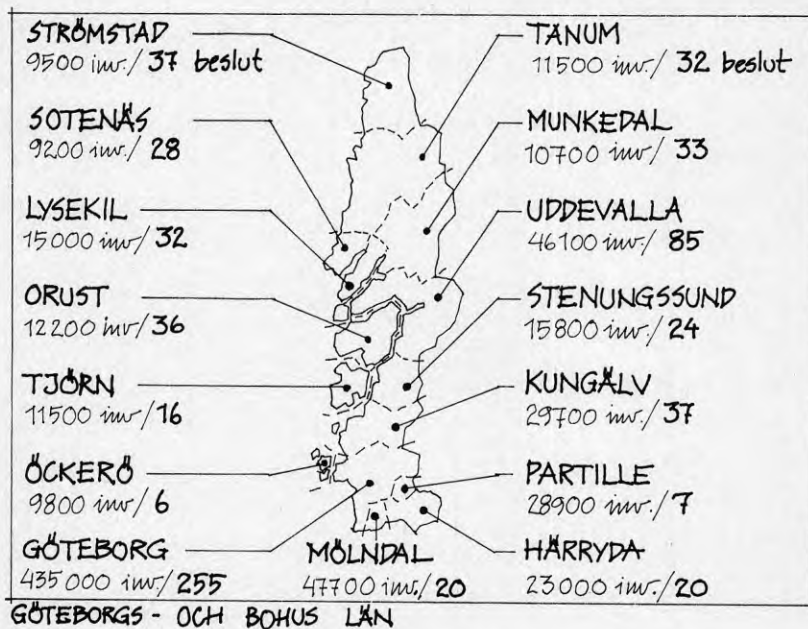 STRÖMSTAD
9500 inv./ 37 beslut
SOTENÄS
9200 inv./ 28
LYSEKIL
15000 inv/ 32
ORUST
12200 inv/ 36
TJÖRN
11500 inv/ 16
ÖCKERÖ
9800 inv/ 6
GÖTEBORG
435000 inv/ 255
MÖLNDAL
47700 inv./ 20
TANUM
11500 inv./ 32 beslut
MUNKEDAL
10700 inv./ 33
UDDEVALLA
46100 inv./ 85
STENUNGSSUND
15800 inv./ 24
KUNGÄLV
29700 inv./ 37
PARTILLE
28900 inv./ 7
HÄRRYDA
23000 inv./ 20
GÖTEBORGS - OCH BOHUS LÄN